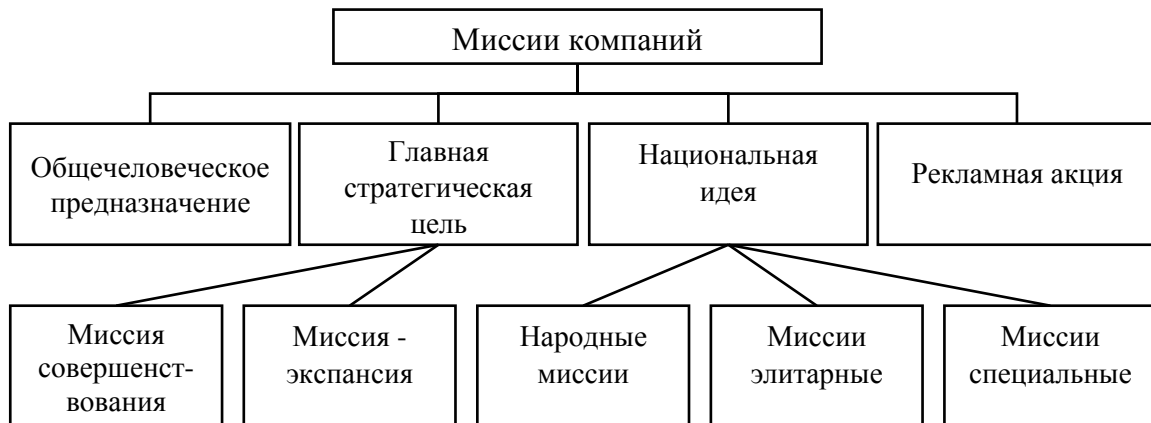 Миссии компаний
Общечеловеческое
предназначение
Главная
стратегическая
цель
Национальная
идея
Рекламная акция
Миссия
совершенст-
вования
Миссия -
экспансия
Народные
миссии
Миссии
элитарные
Миссии
специальные